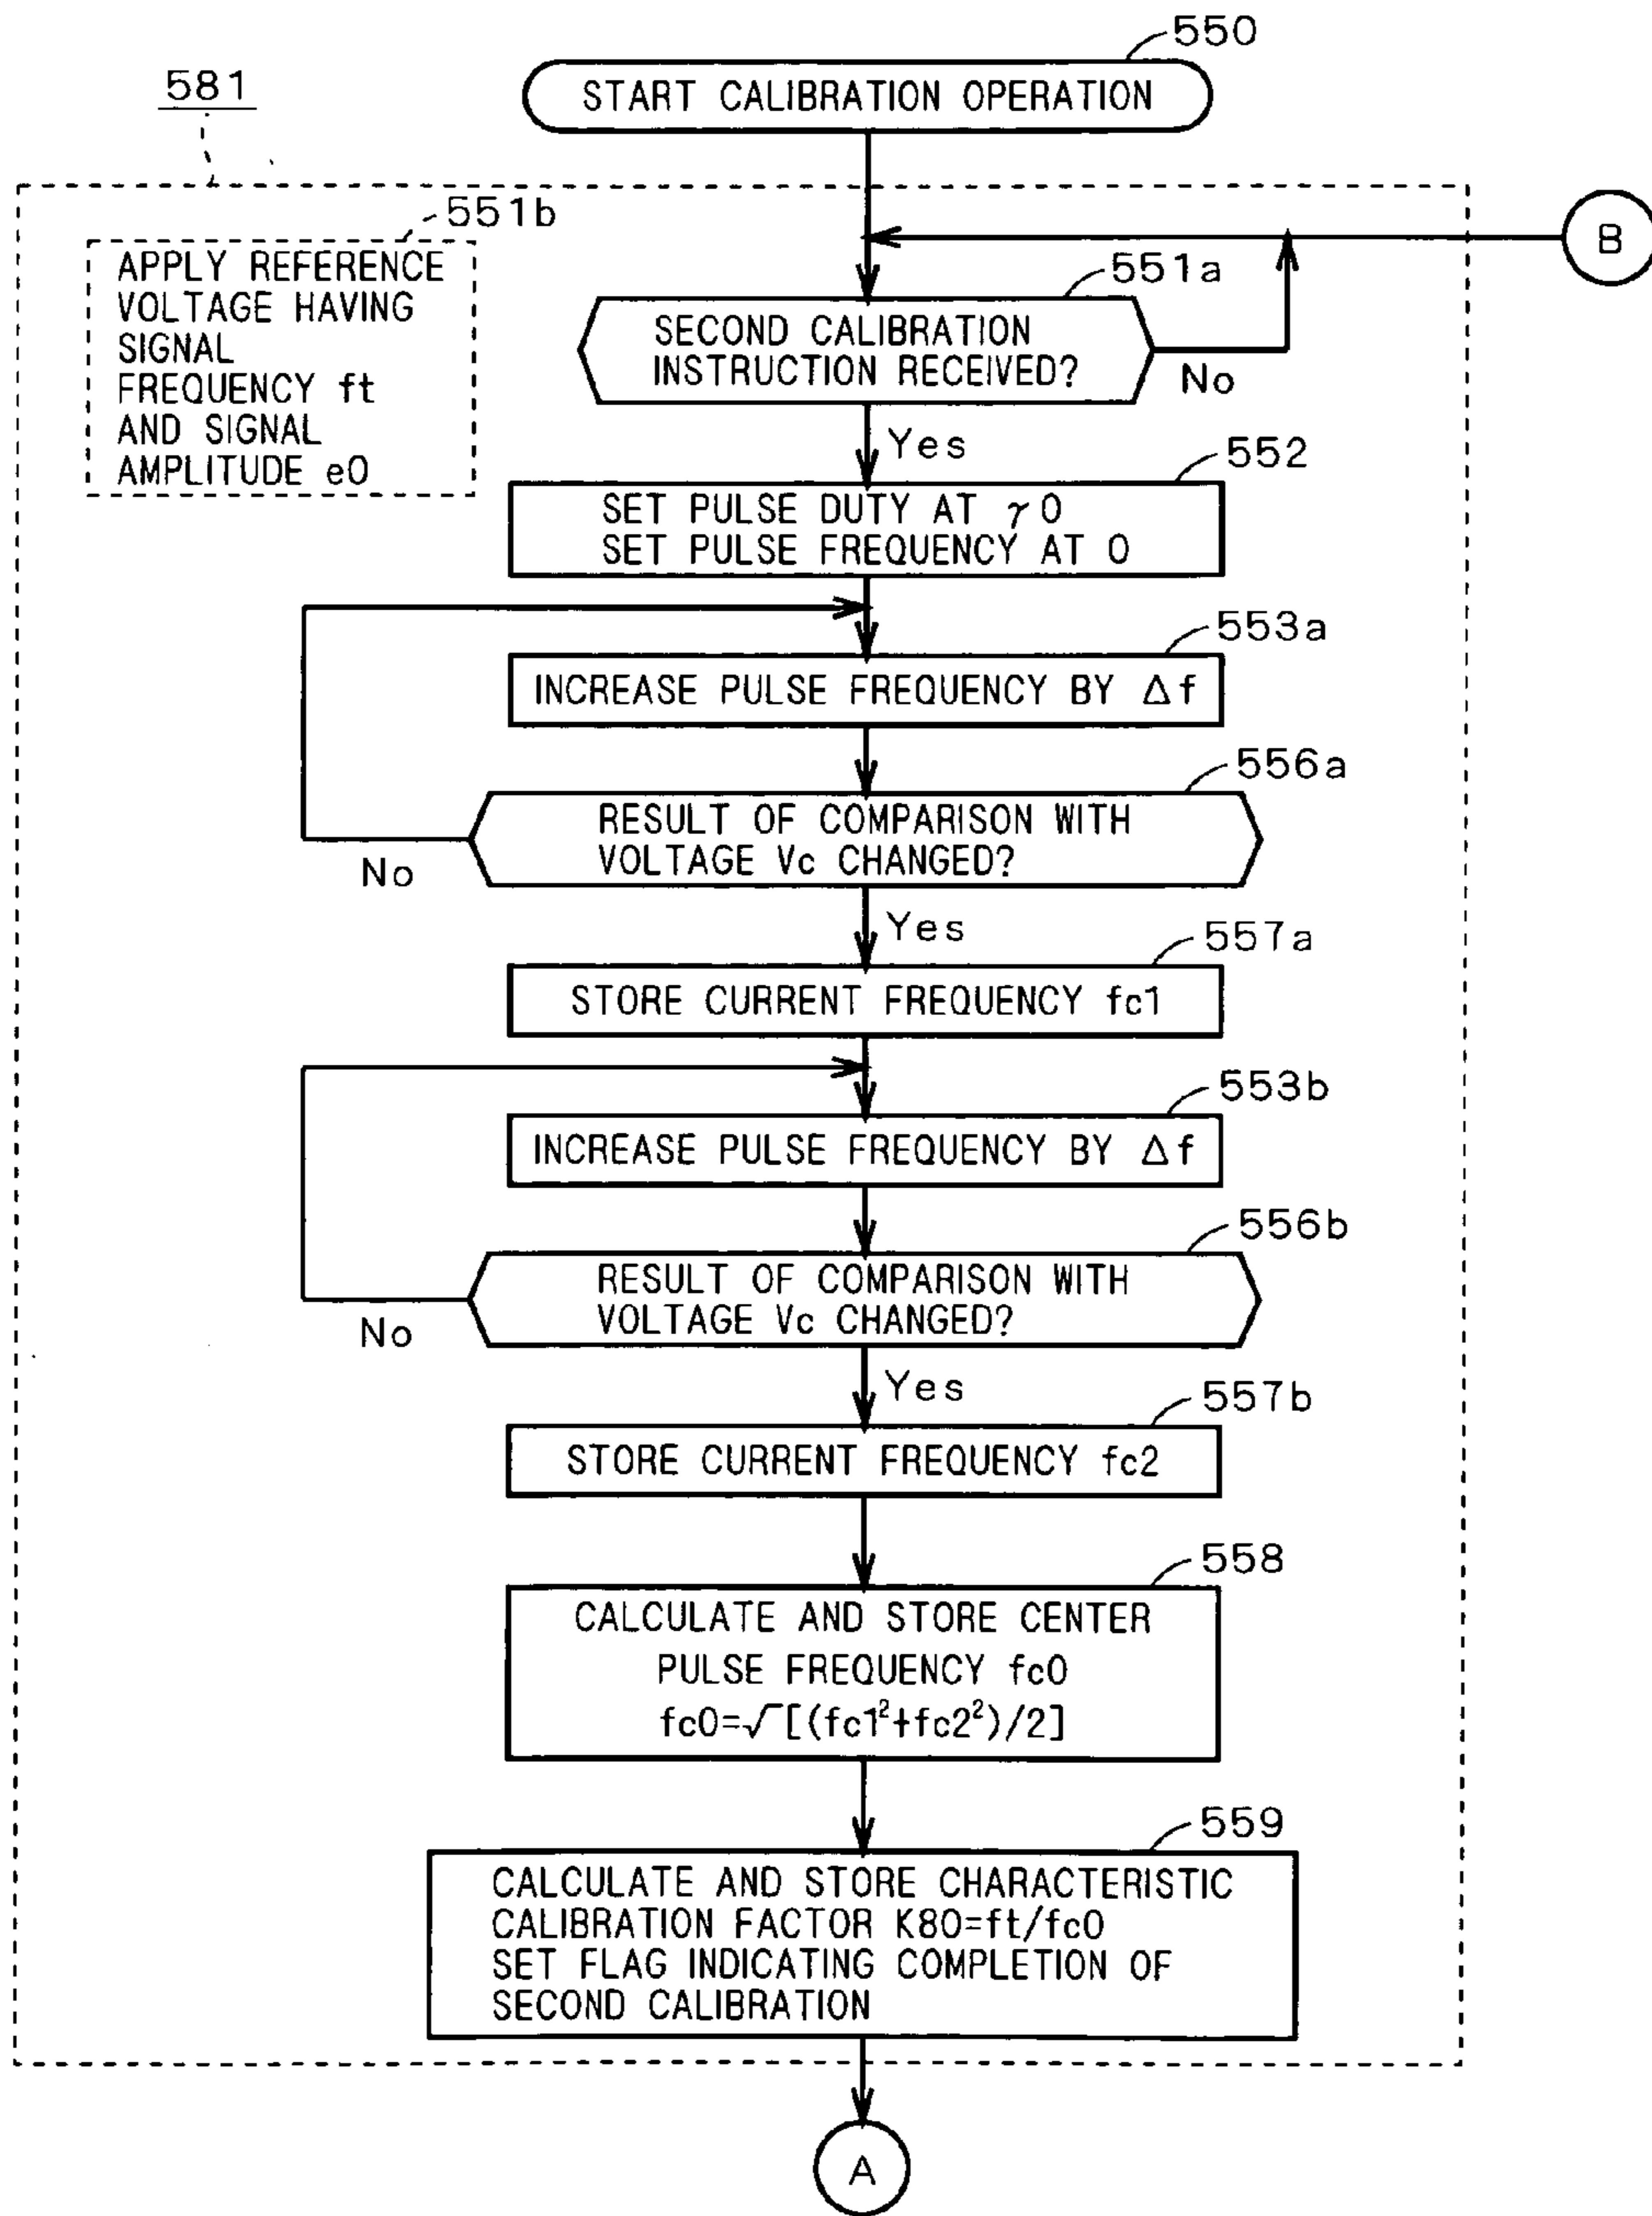 550
START CALIBRATION OPERATION
581
551b
APPLY REFERENCE
VOLTAGE HAVING
SIGNAL
FREQUENCY ft
AND SIGNAL
AMPLITUDE e0
B
551a
SECOND CALIBRATION
INSTRUCTION RECEIVED?
No
Yes
552
SET PULSE DUTY AT γ0
SET PULSE FREQUENCY AT 0
553a
INCREASE PULSE FREQUENCY BY Δf
556a
RESULT OF COMPARISON WITH
VOLTAGE Vc CHANGED?
No
Yes
557a
STORE CURRENT FREQUENCY fc1
553b
INCREASE PULSE FREQUENCY BY Δf
556b
RESULT OF COMPARISON WITH
VOLTAGE Vc CHANGED?
No
Yes
557b
STORE CURRENT FREQUENCY fc2
558
CALCULATE AND STORE CENTER
PULSE FREQUENCY fc0
fc0=√[(fc1²+fc2²)/2]
559
CALCULATE AND STORE CHARACTERISTIC
CALIBRATION FACTOR K80=ft/fc0
SET FLAG INDICATING COMPLETION OF
SECOND CALIBRATION
A